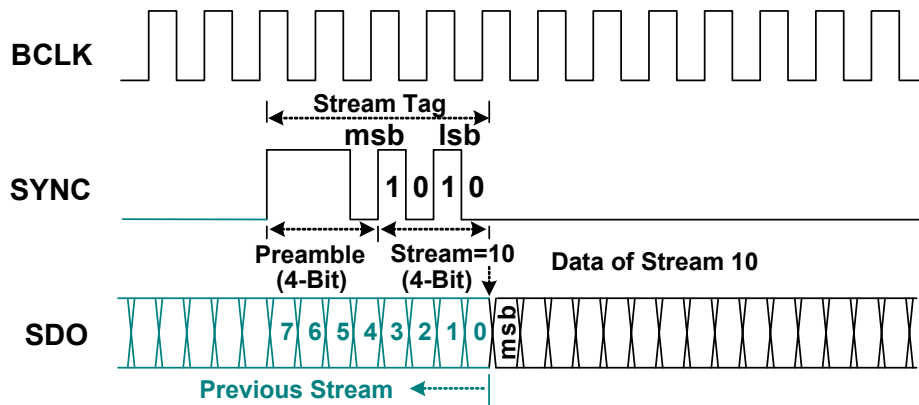 BCLK
Stream Tag
msb lsb
SYNC
1 0 1 0
Preamble
(4-Bit)
Stream=10
(4-Bit)
Data of Stream 10
SDO
7 6 5 4 3 2 1 0
msb
Previous Stream